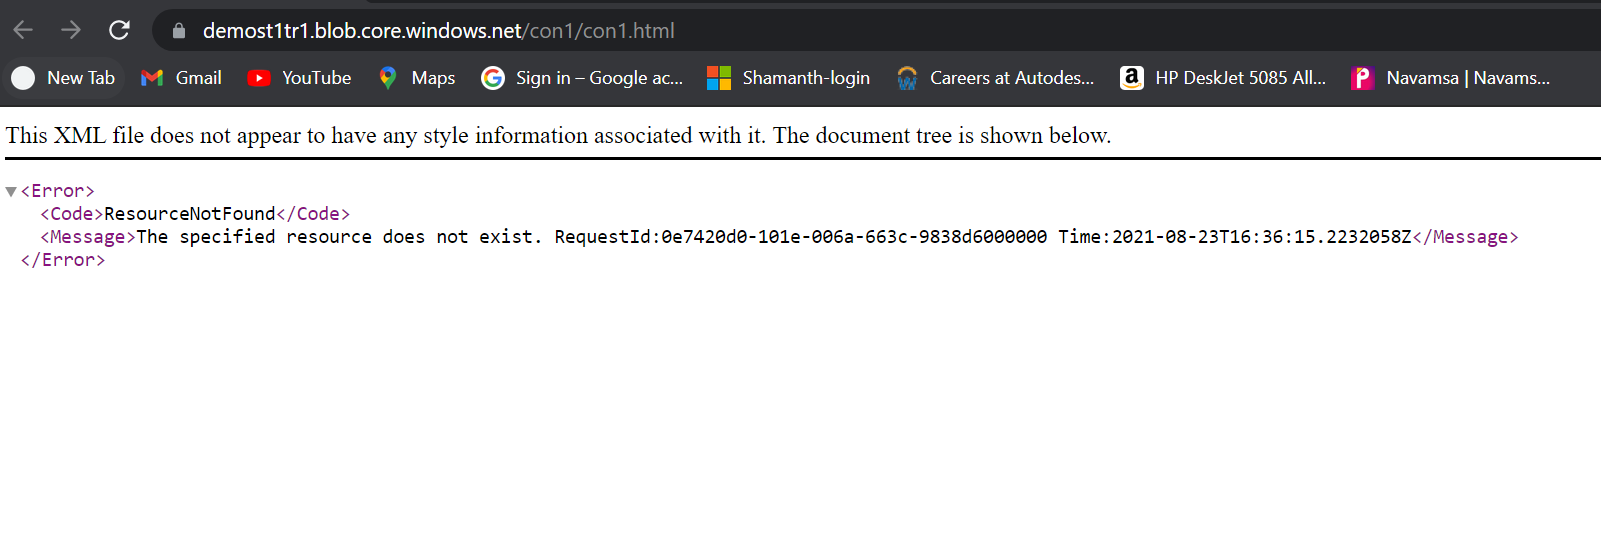 demost1tr1.blob.core.windows.net/con1/con1.html
New Tab Gmail YouTube Maps Sign in – Google ac... Shamanth-login Careers at Autodes... HP DeskJet 5085 All... Navamsa | Navams...
This XML file does not appear to have any style information associated with it. The document tree is shown below.
<Error>
<Code>ResourceNotFound</Code>
<Message>The specified resource does not exist. RequestId:0e7420d0-101e-006a-663c-9838d6000000 Time:2021-08-23T16:36:15.2232058Z</Message>
</Error>